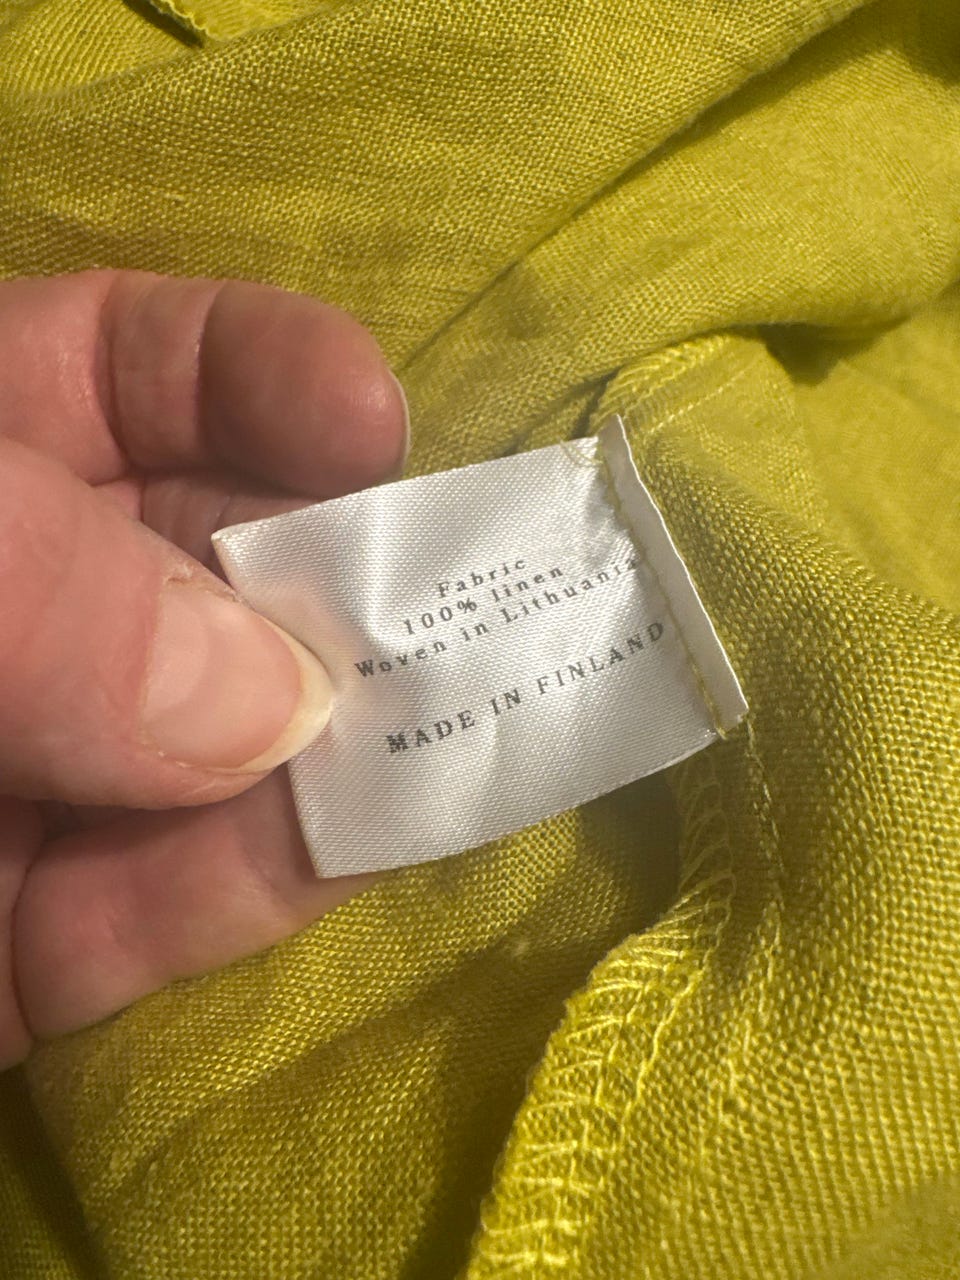 Fabric
100% linen
Woven in Lithuania
MADE IN FINLAND